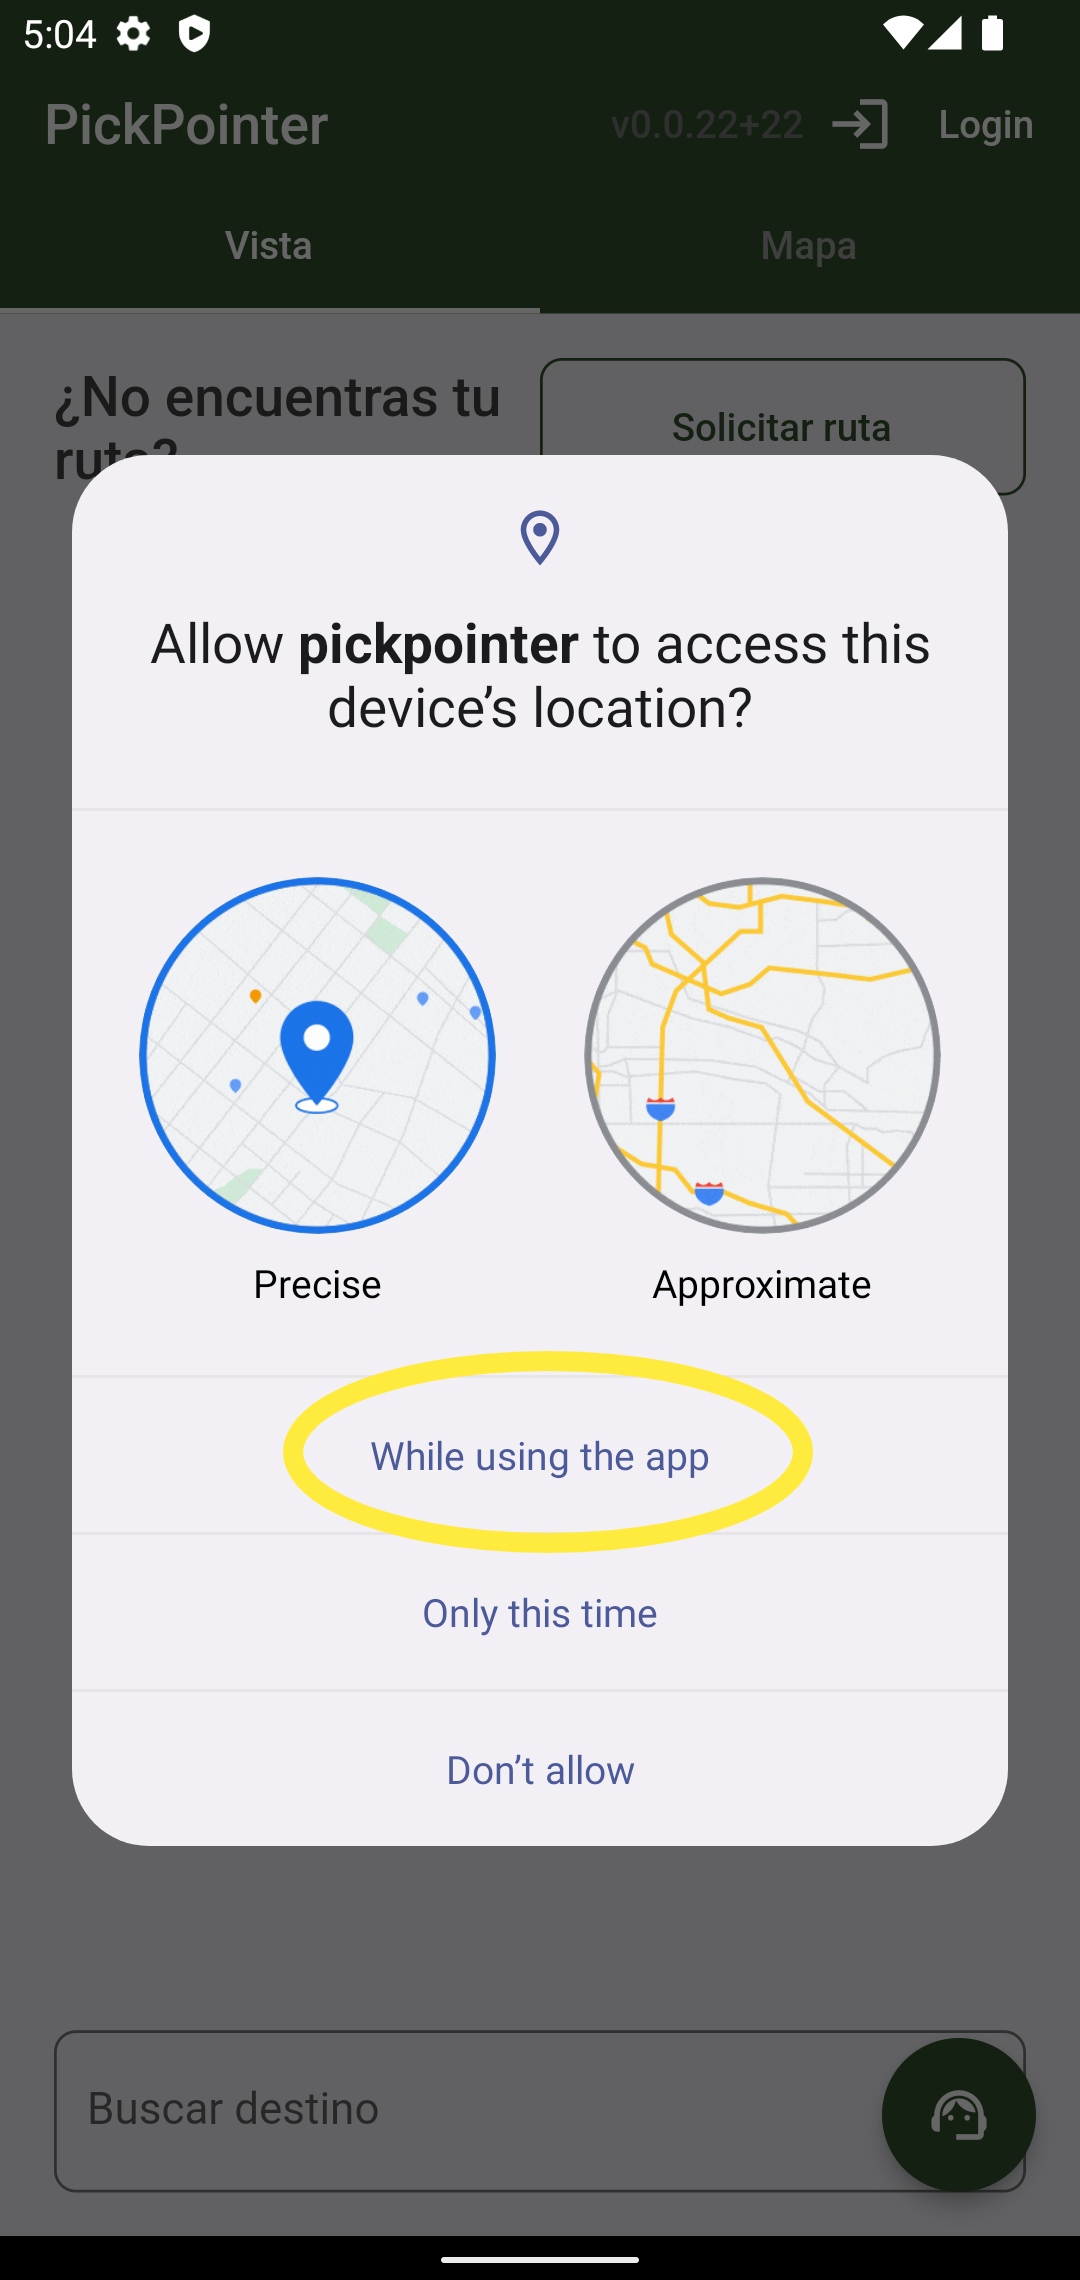 5:04
PickPointer
v0.0.22+22
Login
Vista
Mapa
¿No encuentras tu
ruta?
Solicitar ruta
Allow pickpointer to access this
device’s location?
Precise
Approximate
While using the app
Only this time
Don’t allow
Buscar destino